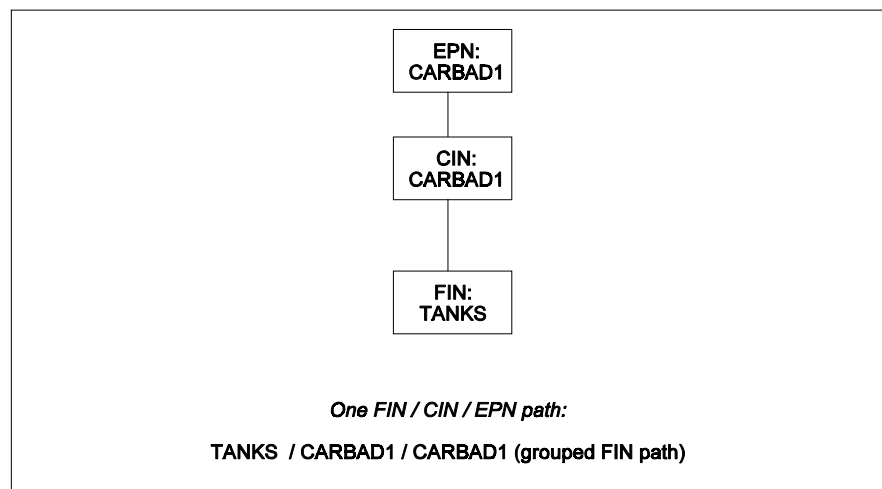 EPN:
CARBAD1
CIN:
CARBAD1
FIN:
TANKS
One FIN / CIN / EPN path:
TANKS / CARBAD1 / CARBAD1 (grouped FIN path)